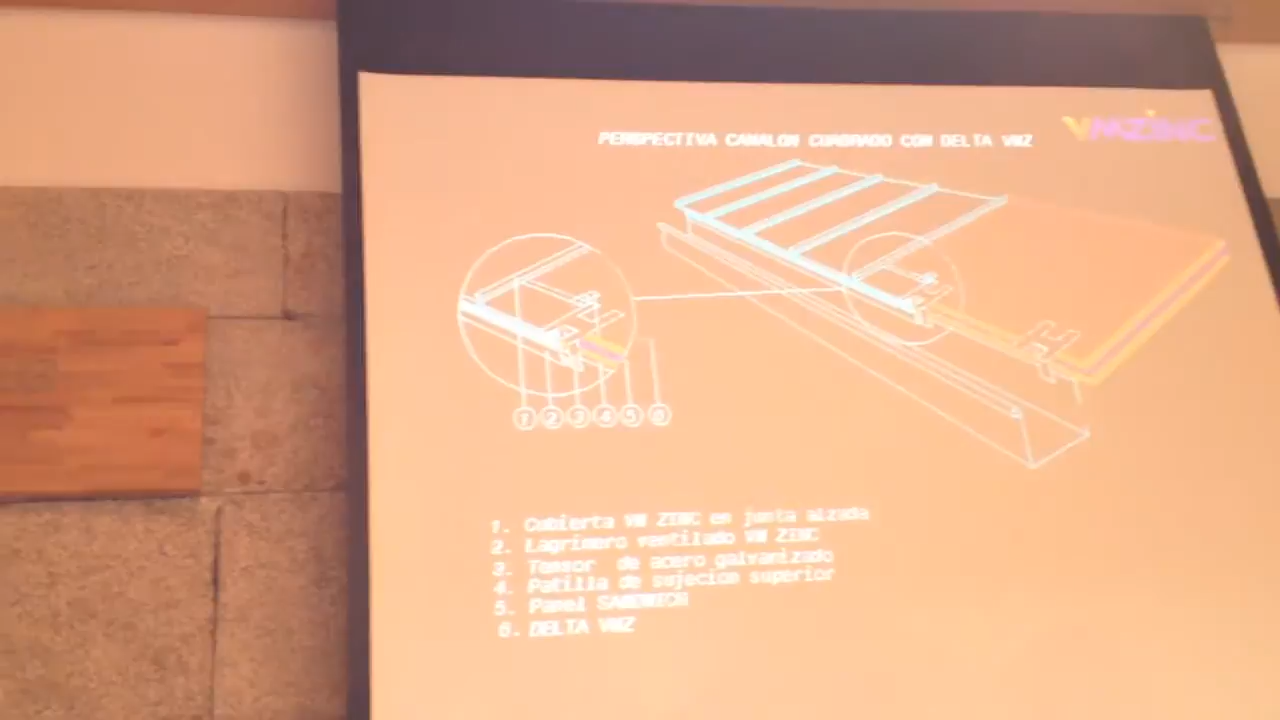 VMZINC
PERSPECTIVA CANALON CUADRADO CON DELTA VMZ
1 2 3 4 5 6
1. Cubierta VM ZINC en junta alzada
2. Lagrimero ventilado VM ZINC
3. Tensor de acero galvanizado
4. Patilla de sujecion superior
5. Panel SANDWICH
6. DELTA VMZ